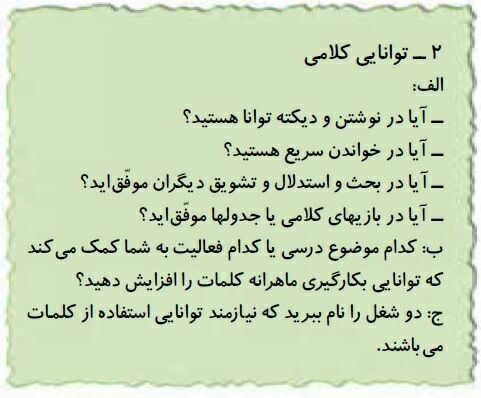 ۲ ــ توانایی کلامی
الف:
ــ آیا در نوشتن و دیکته توانا هستید؟
ــ آیا در خواندن سریع هستید؟
ــ آیا در بحث و استدلال و تشویق دیگران موفّق‌اید؟
ــ آیا در بازیهای کلامی یا جدولها موفّق‌اید؟
ب: کدام موضوع درسی یا کدام فعالیت به شما کمک می‌کند
که توانایی بکارگیری ماهرانه کلمات را افزایش دهید؟
ج: دو شغل را نام ببرید که نیازمند توانایی استفاده از کلمات
می‌باشند.